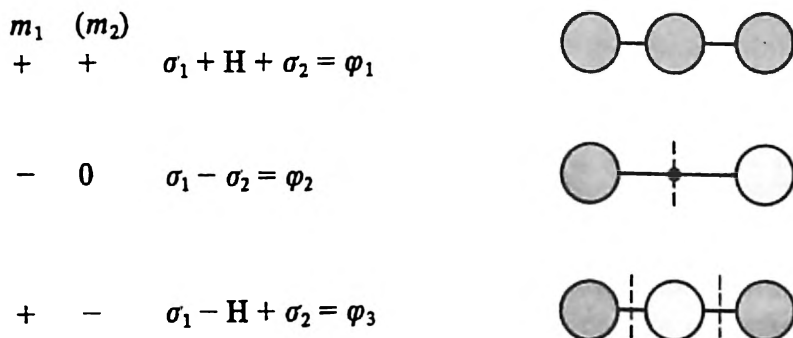 m₁ (m₂)
+ + σ₁ + H + σ₂ = φ₁
− 0 σ₁ − σ₂ = φ₂
+ − σ₁ − H + σ₂ = φ₃